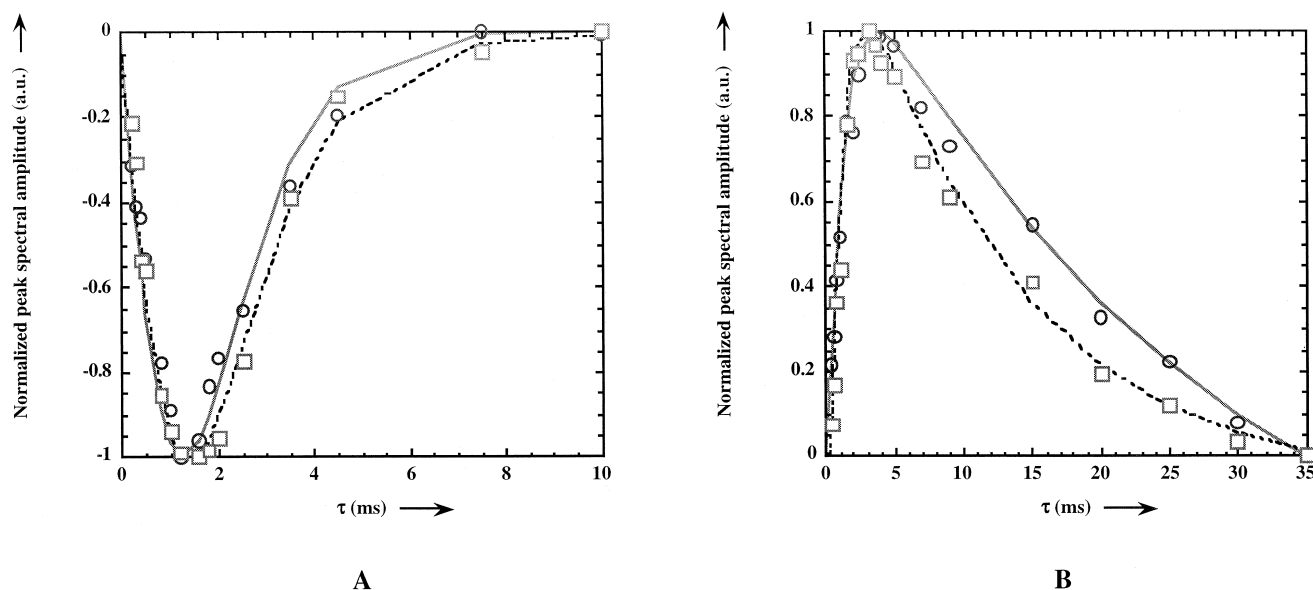 Normalized peak spectral amplitude (a.u.)
0
-0.2
-0.4
-0.6
-0.8
-1
0 2 4 6 8 10
τ (ms)
A
Normalized peak spectral amplitude (a.u.)
1
0.8
0.6
0.4
0.2
0
0 5 10 15 20 25 30 35
τ (ms)
B